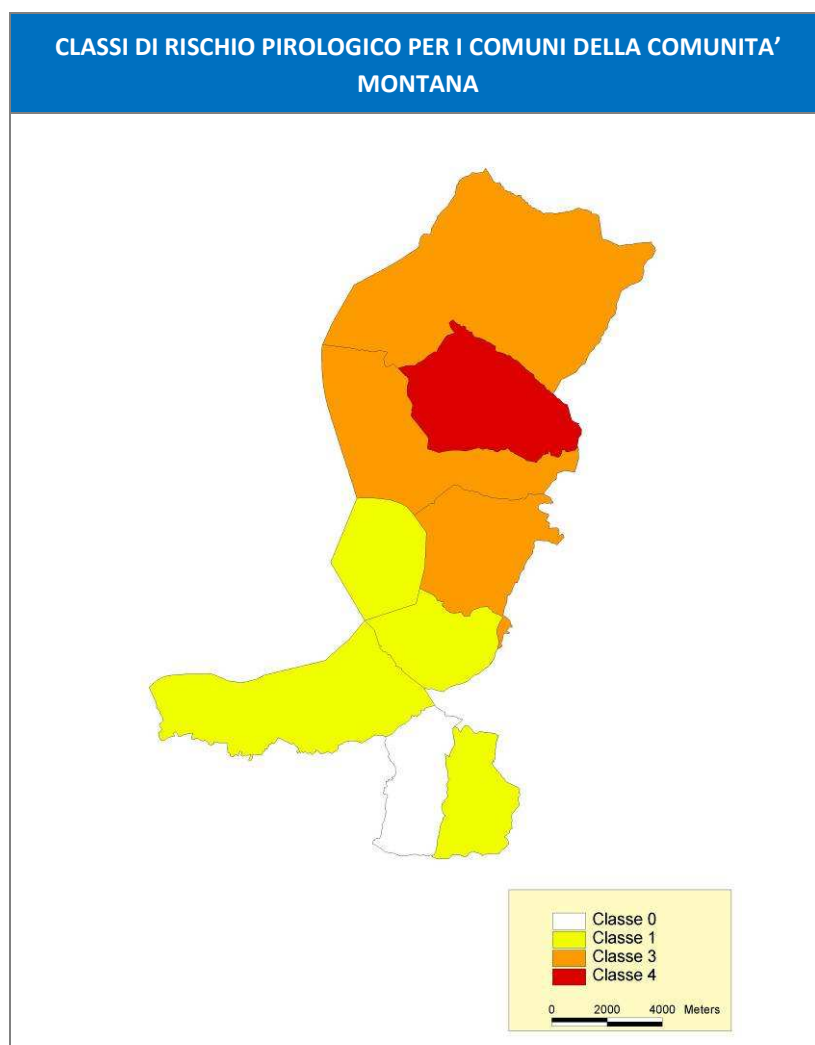 CLASSI DI RISCHIO PIROLOGICO PER I COMUNI DELLA COMUNITA’
MONTANA
Classe 0
Classe 1
Classe 3
Classe 4
0 2000 4000 Meters